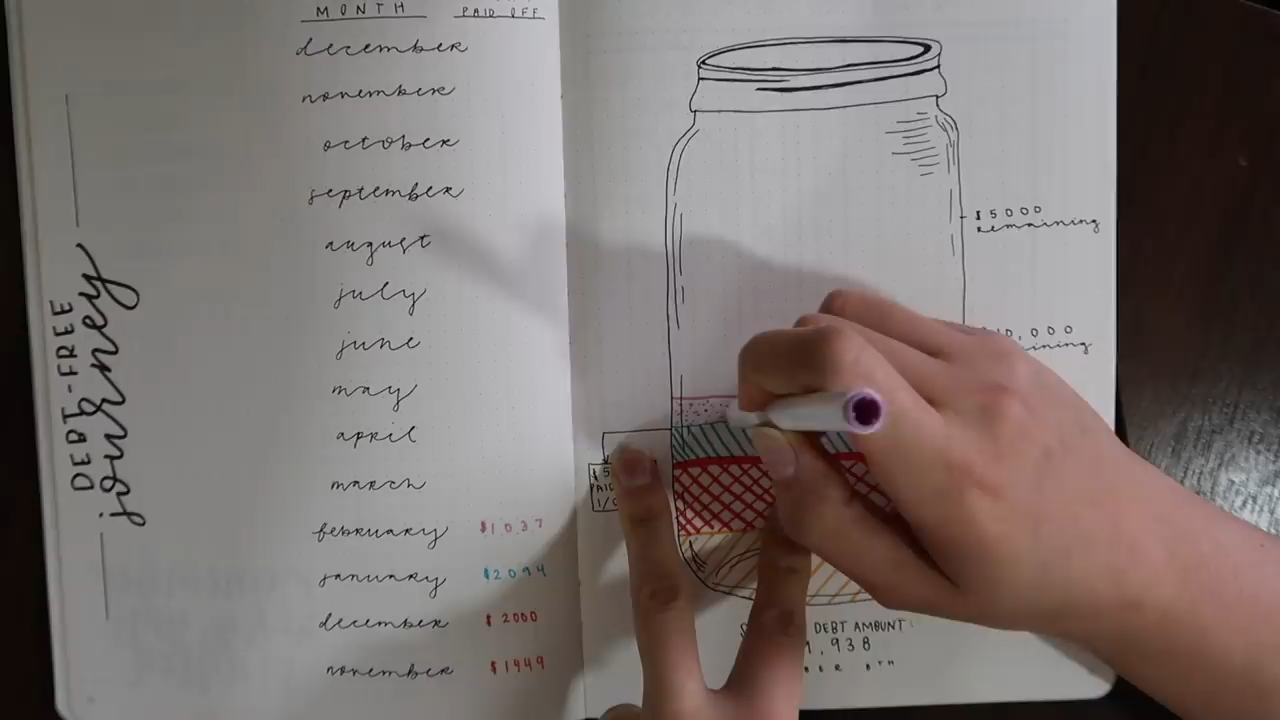 MONTH PAID OFF
december
november
october
september
august
july
june
may
april
march
february $1037
january $2094
december $2000
november $1449
DEBT-FREE
journey
$5000
remaining
DEBT AMOUNT:
,938